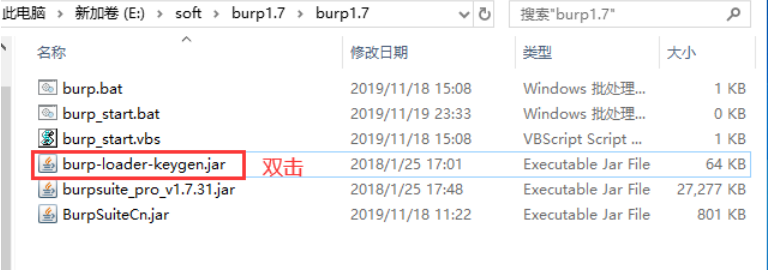 此电脑 > 新加卷 (E:) > soft > burp1.7 > burp1.7
搜索"burp1.7"
名称 修改日期 类型 大小
burp.bat 2019/11/18 15:08 Windows 批处理... 1 KB
burp_start.bat 2019/11/19 23:33 Windows 批处理... 0 KB
burp_start.vbs 2019/11/18 15:08 VBScript Script ... 1 KB
burp-loader-keygen.jar 双击 2018/1/25 17:01 Executable Jar File 64 KB
burpsuite_pro_v1.7.31.jar 2018/1/25 17:48 Executable Jar File 27,277 KB
BurpSuiteCn.jar 2019/11/18 11:22 Executable Jar File 801 KB